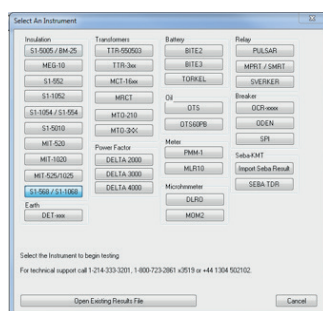 Select An Instrument
Insulation
S1-5005 / BM-25
MEG-10
S1-552
S1-1052
S1-1054 / S1-554
S1-5010
MIT-520
MIT-1020
MIT-525/1025
S1-568 / S1-1068
Earth
DET-xxx
Transformers
TTR-550503
TTR-3xx
MCT-16xx
MRCT
MTO-210
MTO-3XX
Power Factor
DELTA 2000
DELTA 3000
DELTA 4000
Battery
BITE2
BITE3
TORKEL
Oil
OTS
OTS60PB
Meter
PMM-1
MLR10
Microhmmeter
DLRO
MOM2
Relay
PULSAR
MPRT / SMRT
SVERKER
Breaker
OCR-xxxx
ODEN
SPI
Seba-KMT
Import Seba Result
SEBA-TDR
Select the Instrument to begin testing.
For technical support call 1-214-333-3201, 1-800-723-2861 x3519 or +44 1304 502102.
Open Existing Results File
Cancel